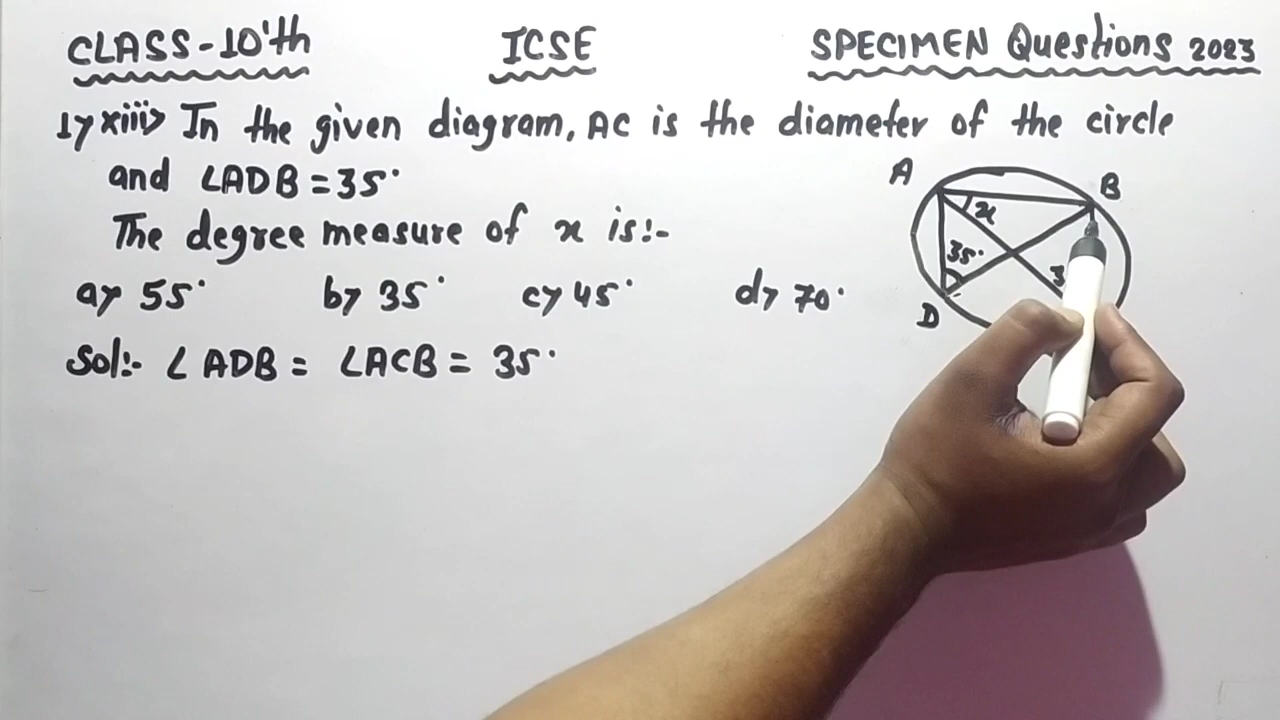 CLASS-10'th ICSE SPECIMEN Questions 2023
1) xiii) In the given diagram, AC is the diameter of the circle
and ∠ADB = 35°
The degree measure of x is:-
a) 55° b) 35° c) 45° d) 70°
Sol:- ∠ADB = ∠ACB = 35°
A B
x
35°
3
D